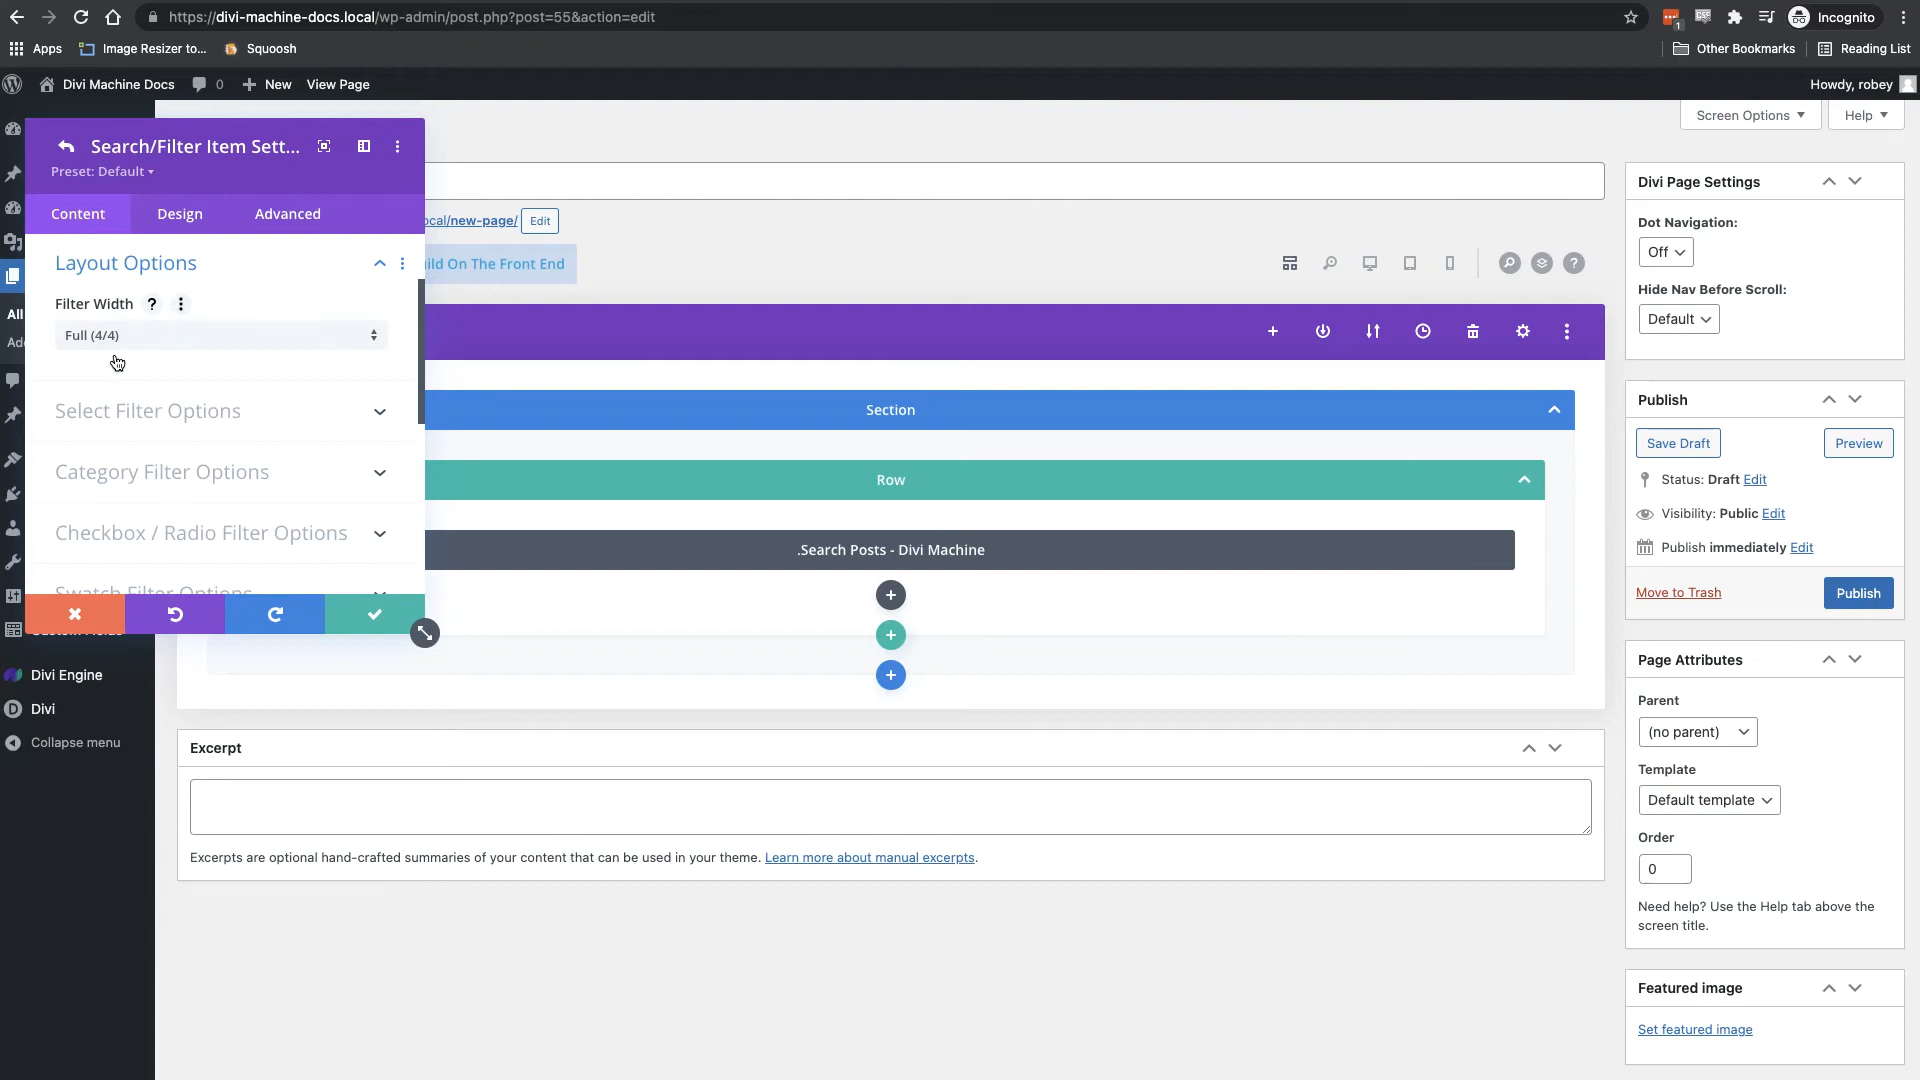 https://divi-machine-docs.local/wp-admin/post.php?post=55&action=edit
1
CSF
Incognito
Apps
Image Resizer to...
Squoosh
Other Bookmarks
Reading List
Divi Machine Docs
0
New
View Page
Howdy, robey
Screen Options
Help
Search/Filter Item Sett...
Preset: Default
Content
Design
Advanced
Layout Options
Filter Width
?
Full (4/4)
Select Filter Options
Category Filter Options
Checkbox / Radio Filter Options
Swatch Filter Options
All
Add
ocal/new-page/
Edit
ild On The Front End
?
Section
Row
.Search Posts - Divi Machine
Custom Fields
Divi Engine
D
Divi
Collapse menu
Excerpt
Excerpts are optional hand-crafted summaries of your content that can be used in your theme. Learn more about manual excerpts.
Divi Page Settings
Dot Navigation:
Off
Hide Nav Before Scroll:
Default
Publish
Save Draft
Preview
Status: Draft Edit
Visibility: Public Edit
Publish immediately Edit
Move to Trash
Publish
Page Attributes
Parent
(no parent)
Template
Default template
Order
0
Need help? Use the Help tab above the
screen title.
Featured image
Set featured image